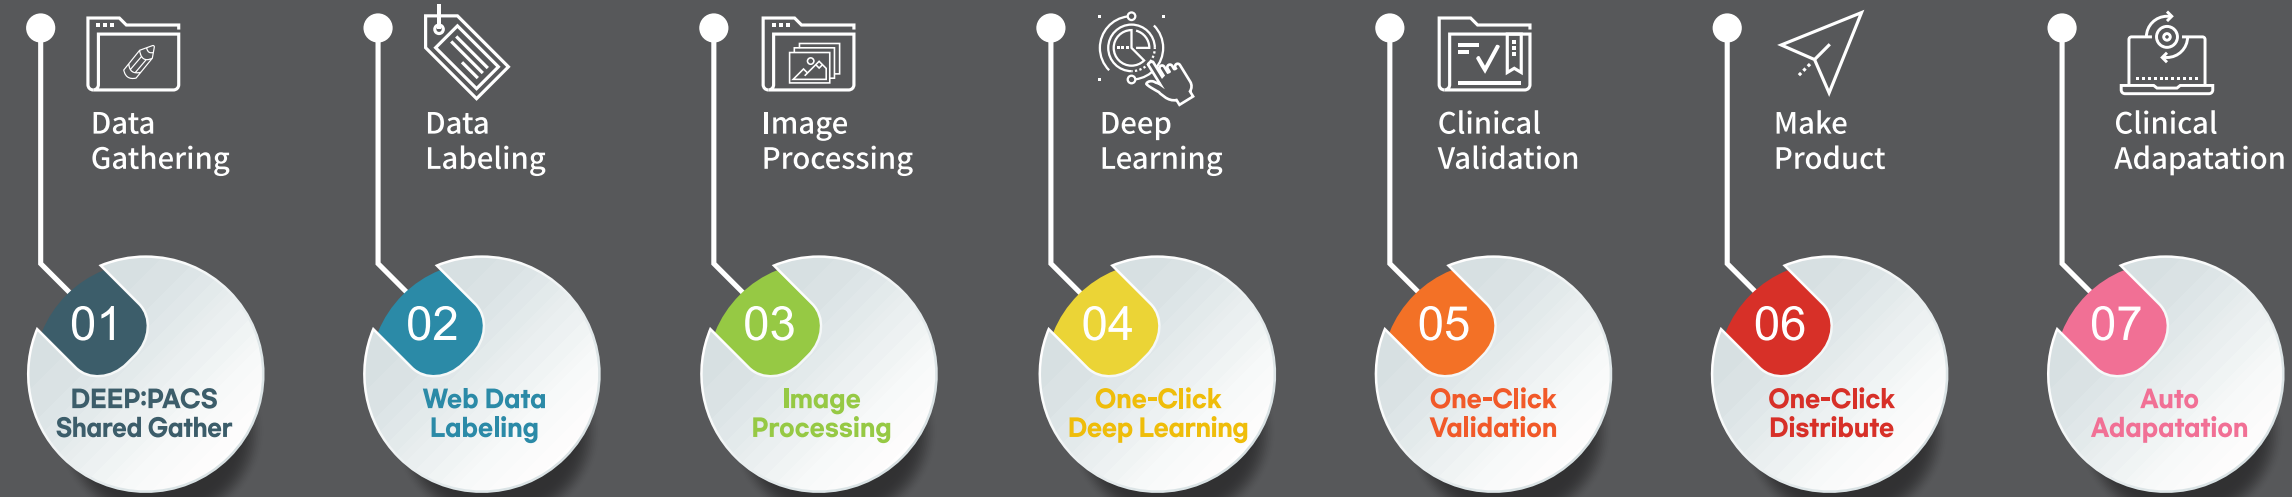 Data
Gathering
01
DEEP:PACS
Shared Gather
Data
Labeling
02
Web Data
Labeling
Image
Processing
03
Image
Processing
Deep
Learning
04
One-Click
Deep Learning
Clinical
Validation
05
One-Click
Validation
Make
Product
06
One-Click
Distribute
Clinical
Adapatation
07
Auto
Adapatation